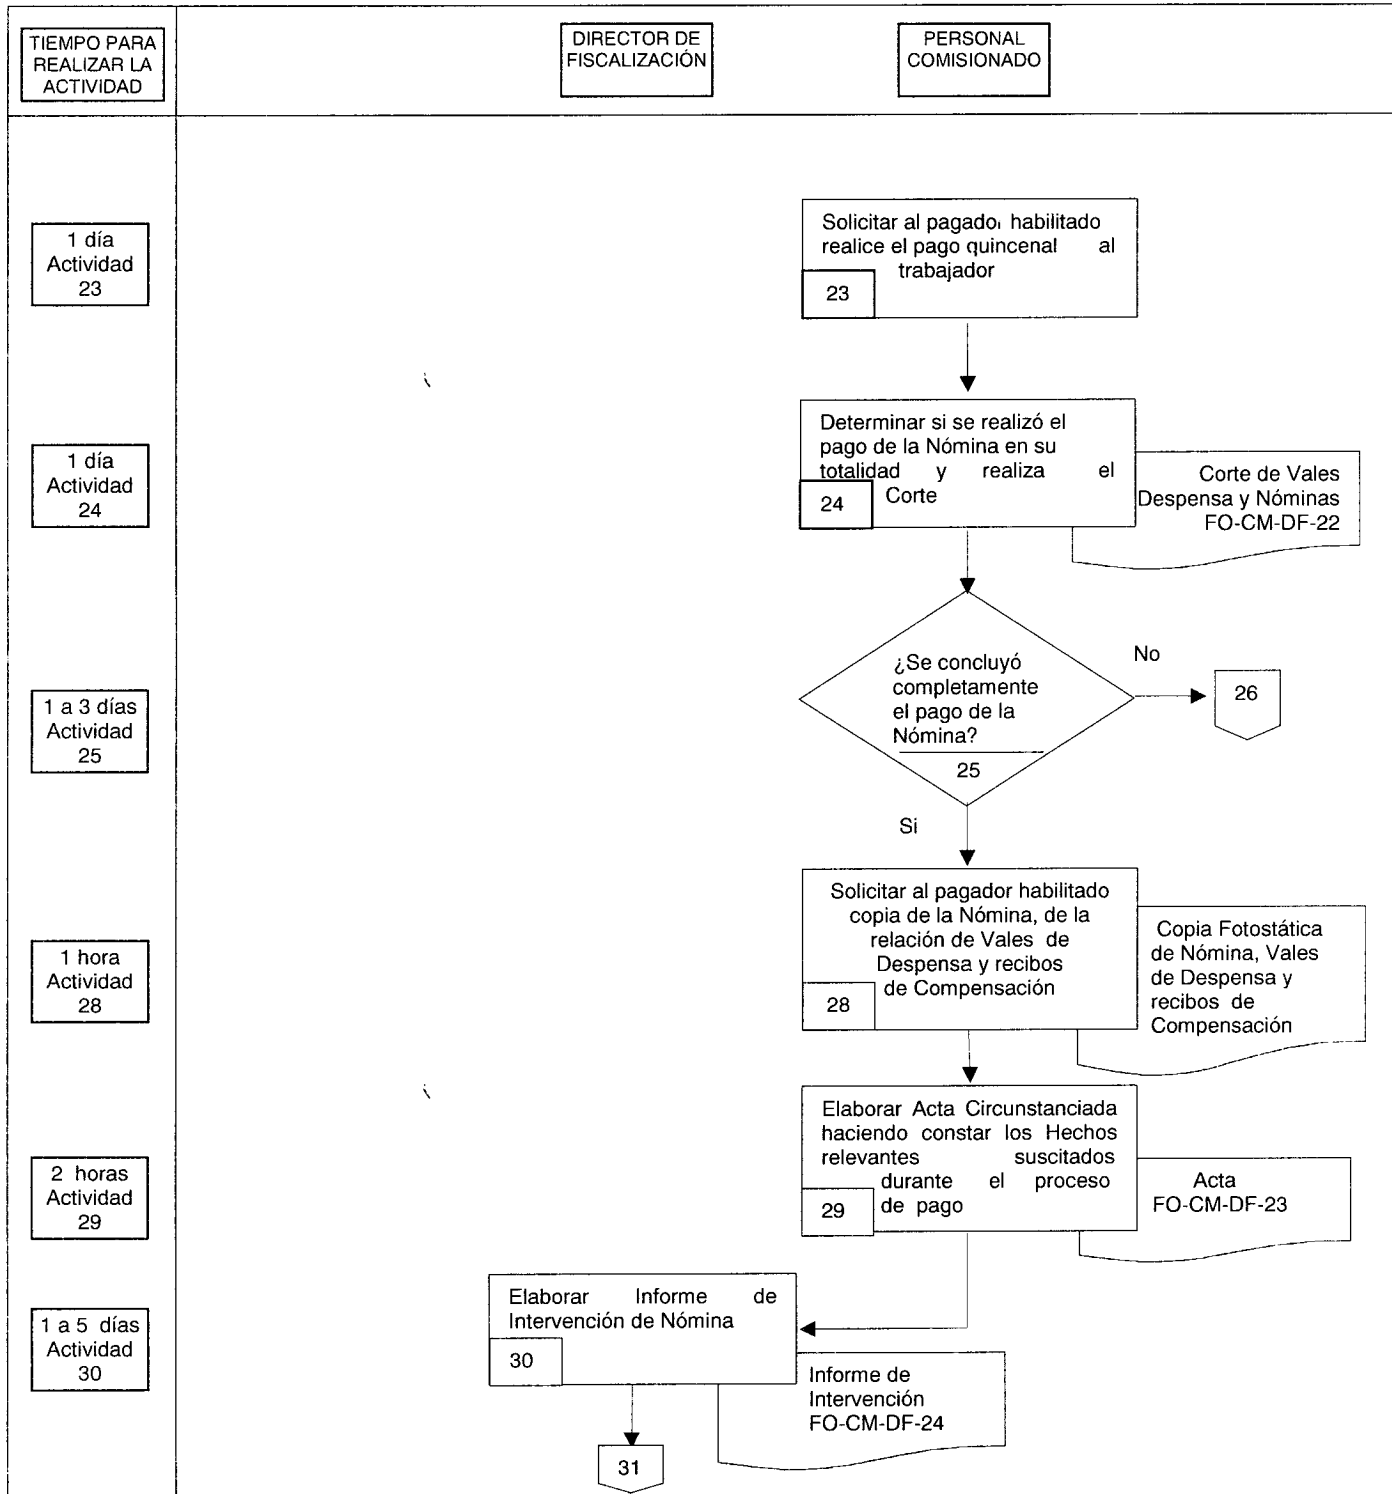 TIEMPO PARA
REALIZAR LA
ACTIVIDAD
DIRECTOR DE
FISCALIZACIÓN
PERSONAL
COMISIONADO
1 día
Actividad
23
Solicitar al pagador habilitado
realice el pago quincenal al
trabajador
23
1 día
Actividad
24
Determinar si se realizó el
pago de la Nómina en su
totalidad y realiza el
Corte
24
Corte de Vales
Despensa y Nóminas
FO-CM-DF-22
1 a 3 días
Actividad
25
¿Se concluyó
completamente
el pago de la
Nómina?
25
No
26
Si
1 hora
Actividad
28
Solicitar al pagador habilitado
copia de la Nómina, de la
relación de Vales de
Despensa y recibos
de Compensación
28
Copia Fotostática
de Nómina, Vales
de Despensa y
recibos de
Compensación
2 horas
Actividad
29
Elaborar Acta Circunstanciada
haciendo constar los Hechos
relevantes suscitados
durante el proceso
de pago
29
Acta
FO-CM-DF-23
1 a 5 días
Actividad
30
Elaborar Informe de
Intervención de Nómina
30
Informe de
Intervención
FO-CM-DF-24
31